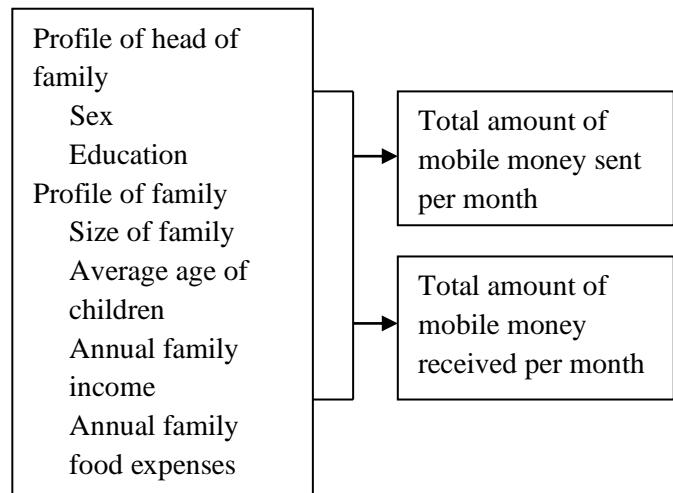 Profile of head of
family
Sex
Education
Profile of family
Size of family
Average age of
children
Annual family
income
Annual family
food expenses
Total amount of
mobile money sent
per month
Total amount of
mobile money
received per month